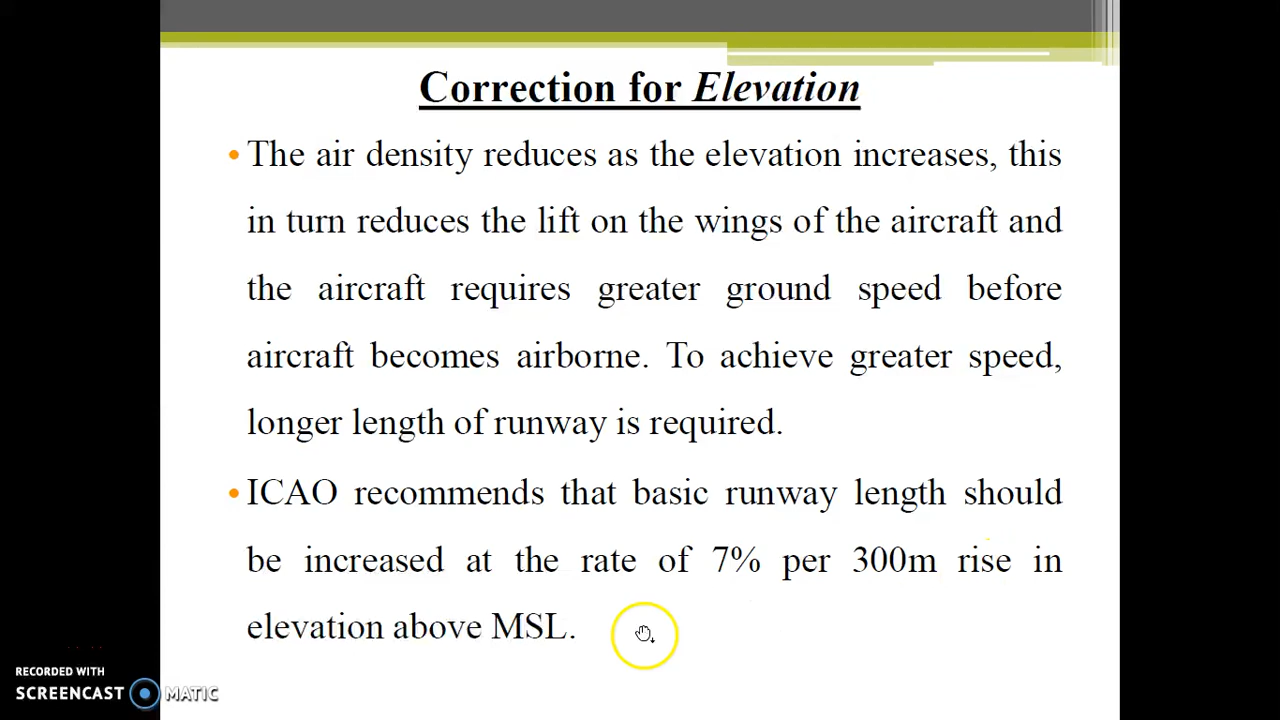 Correction for Elevation
• The air density reduces as the elevation increases, this
in turn reduces the lift on the wings of the aircraft and
the aircraft requires greater ground speed before
aircraft becomes airborne. To achieve greater speed,
longer length of runway is required.
• ICAO recommends that basic runway length should
be increased at the rate of 7% per 300m rise in
elevation above MSL.
RECORDED WITH
SCREENCAST MATIC